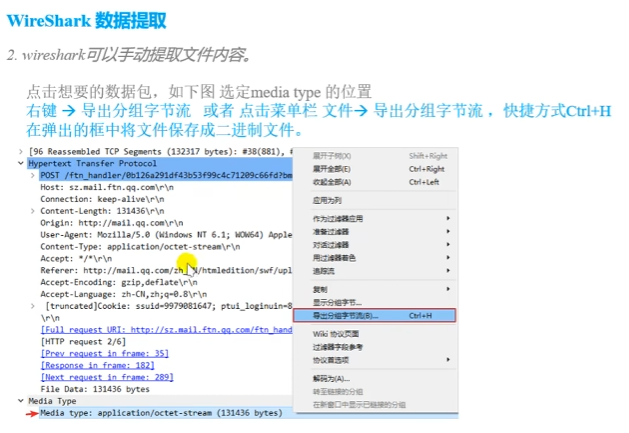 WireShark 数据提取
2. wireshark可以手动提取文件内容。
点击想要的数据包，如下图 选定media type 的位置
右键 → 导出分组字节流 或者 点击菜单栏 文件→ 导出分组字节流 ，快捷方式Ctrl+H
在弹出的框中将文件保存成二进制文件。
[96 Reassembled TCP Segments (132317 bytes): #38(881), #
Hypertext Transfer Protocol
POST /ftn_handler/0b126a291df43b53f99c4c71209c66fd?bm
Host: sz.mail.ftn.qq.com\r\n
Connection: keep-alive\r\n
Content-Length: 131436\r\n
Origin: http://mail.qq.com\r\n
User-Agent: Mozilla/5.0 (Windows NT 6.1; WOW64) Apple
Content-Type: application/octet-stream\r\n
Accept: */*\r\n
Referer: http://mail.qq.com/zh_CN/htmledition/swf/upl
Accept-Encoding: gzip,deflate\r\n
Accept-Language: zh-CN,zh;q=0.8\r\n
[truncated]Cookie: ssuid=9979081647; ptui_loginuin=8
\r\n
[Full request URI: http://sz.mail.ftn.qq.com/ftn_hand
[HTTP request 2/6]
[Prev request in frame: 35]
[Response in frame: 182]
[Next request in frame: 289]
File Data: 131436 bytes
Media Type
Media type: application/octet-stream (131436 bytes)
展开子树(X) Shift+Right
展开全部(E) Ctrl+Right
收起全部(A) Ctrl+Left
应用为列
作为过滤器应用
准备过滤器
对话过滤器
用过滤器着色
追踪流
复制
显示分组字节...
导出分组字节流(B)... Ctrl+H
Wiki 协议页面
过滤器字段参考
协议首选项
解码为(A)...
转至链接的分组
在新窗口中显示已链接的分组